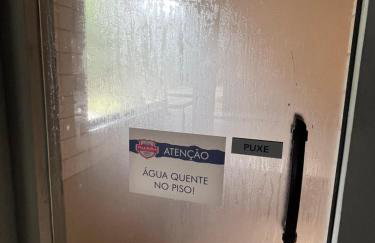 ATENÇÃO
ÁGUA QUENTE
NO PISO!
PUXE